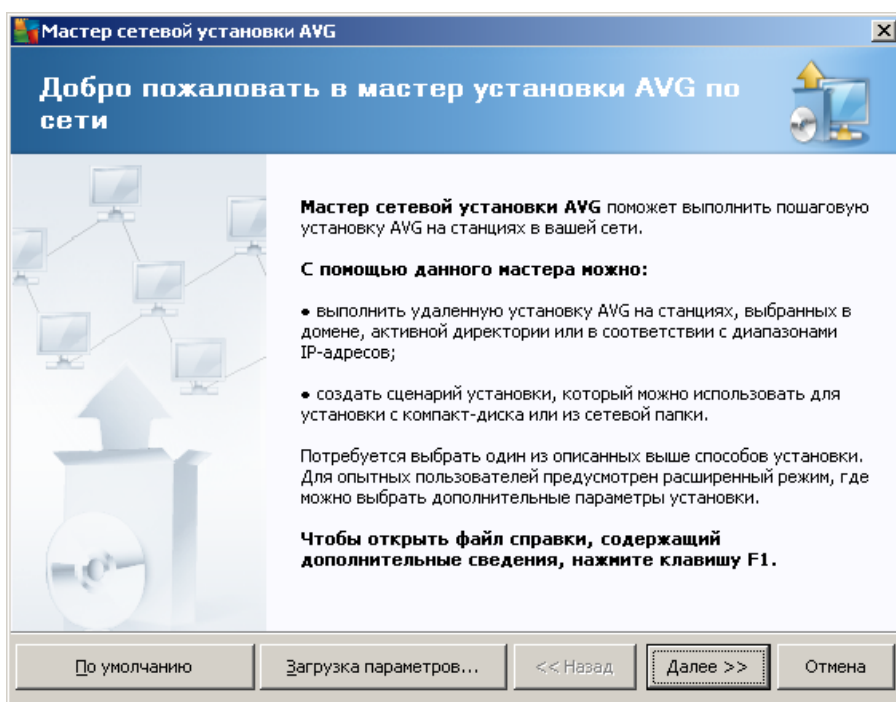 Мастер сетевой установки AVG
Добро пожаловать в мастер установки AVG по
сети
Мастер сетевой установки AVG поможет выполнить пошаговую
установку AVG на станциях в вашей сети.
С помощью данного мастера можно:
• выполнить удаленную установку AVG на станциях, выбранных в
домене, активной директории или в соответствии с диапазонами
IP-адресов;
• создать сценарий установки, который можно использовать для
установки с компакт-диска или из сетевой папки.
Потребуется выбрать один из описанных выше способов установки.
Для опытных пользователей предусмотрен расширенный режим, где
можно выбрать дополнительные параметры установки.
Чтобы открыть файл справки, содержащий
дополнительные сведения, нажмите клавишу F1.
По умолчанию
Загрузка параметров...
<< Назад
Далее >>
Отмена